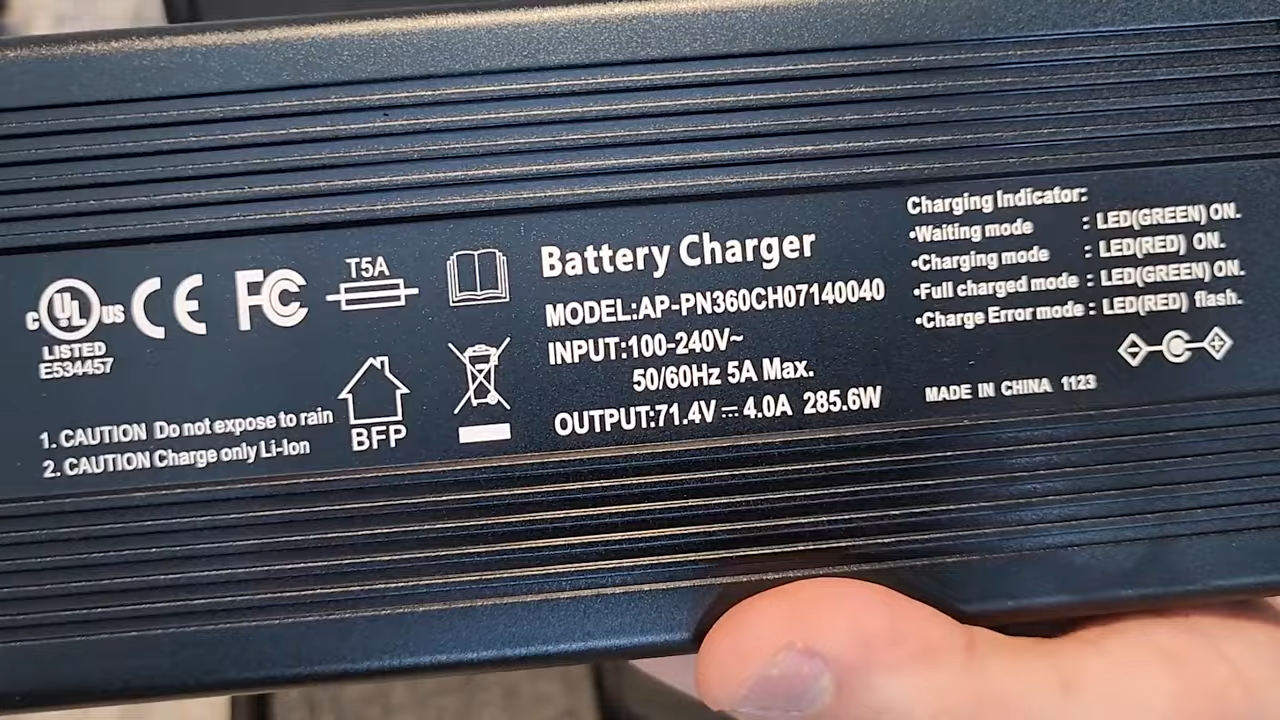 c UL US
LISTED
E534457
CE
FC
T5A
BFP
1. CAUTION Do not expose to rain
2. CAUTION Charge only Li-Ion
Battery Charger
MODEL:AP-PN360CH07140040
INPUT:100-240V~
50/60Hz 5A Max.
OUTPUT:71.4V⎓4.0A 285.6W
Charging Indicator:
•Waiting mode : LED(GREEN) ON.
•Charging mode : LED(RED) ON.
•Full charged mode : LED(GREEN) ON.
•Charge Error mode : LED(RED) flash.
- +
MADE IN CHINA 1123